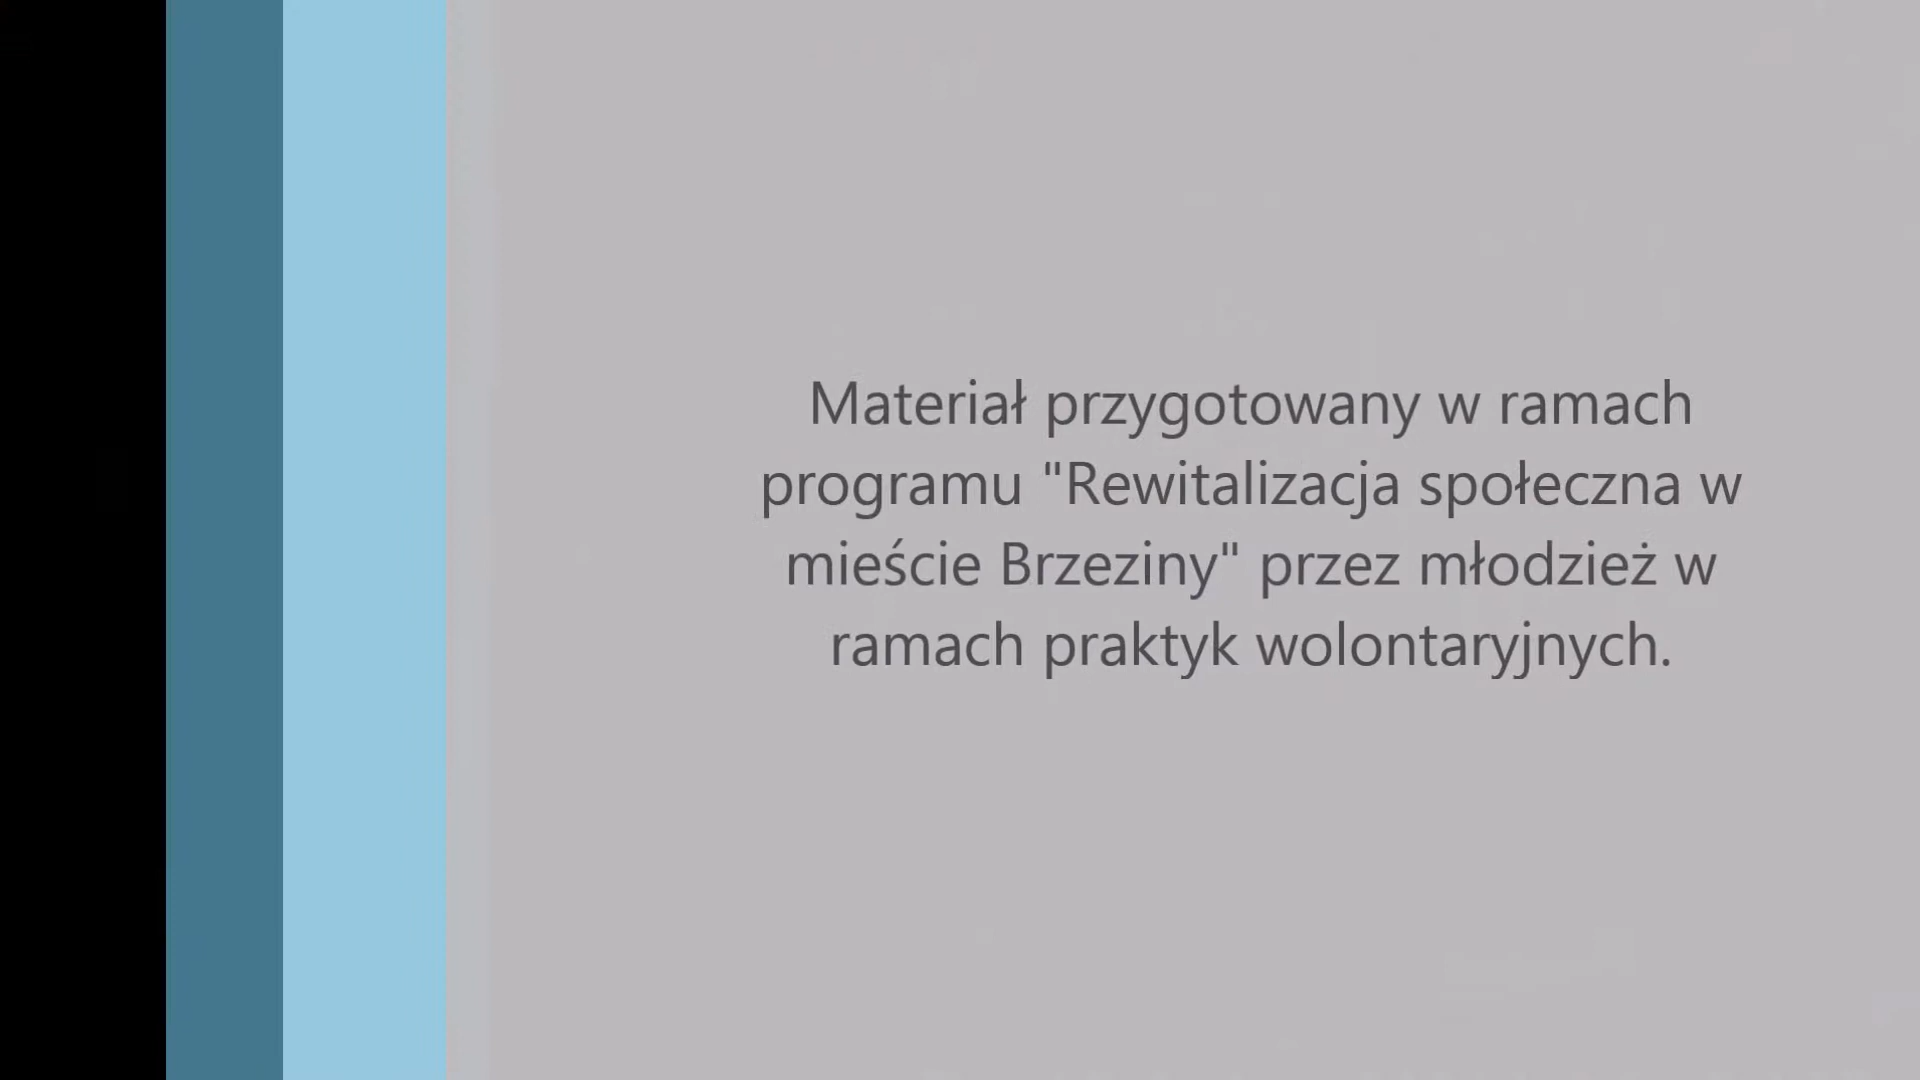 Materiał przygotowany w ramach
programu "Rewitalizacja społeczna w
mieście Brzeziny" przez młodzież w
ramach praktyk wolontaryjnych.